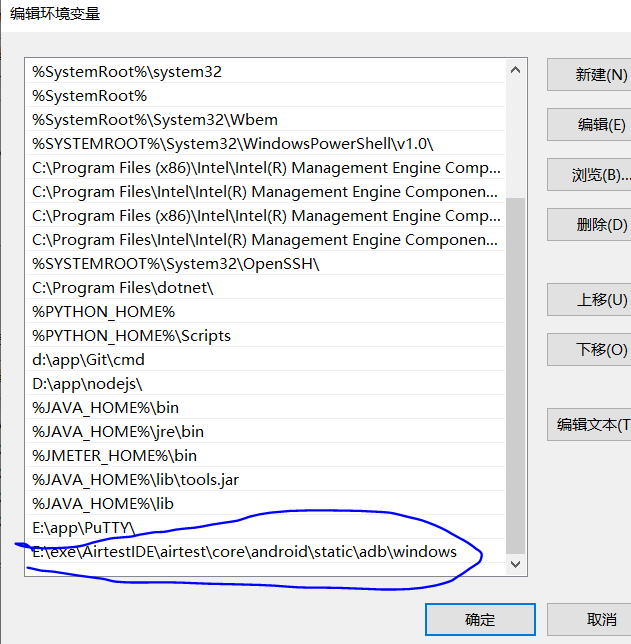 编辑环境变量
%SystemRoot%\system32
%SystemRoot%
%SystemRoot%\System32\Wbem
%SYSTEMROOT%\System32\WindowsPowerShell\v1.0\
C:\Program Files (x86)\Intel\Intel(R) Management Engine Comp...
C:\Program Files\Intel\Intel(R) Management Engine Componen...
C:\Program Files (x86)\Intel\Intel(R) Management Engine Comp...
C:\Program Files\Intel\Intel(R) Management Engine Componen...
%SYSTEMROOT%\System32\OpenSSH\
C:\Program Files\dotnet\
%PYTHON_HOME%
%PYTHON_HOME%\Scripts
d:\app\Git\cmd
D:\app\nodejs\
%JAVA_HOME%\bin
%JAVA_HOME%\jre\bin
%JMETER_HOME%\bin
%JAVA_HOME%\lib\tools.jar
%JAVA_HOME%\lib
E:\app\PuTTY\
E:\exe\AirtestIDE\airtest\core\android\static\adb\windows
新建(N)
编辑(E)
浏览(B)...
删除(D)
上移(U)
下移(O)
编辑文本(T
确定
取消